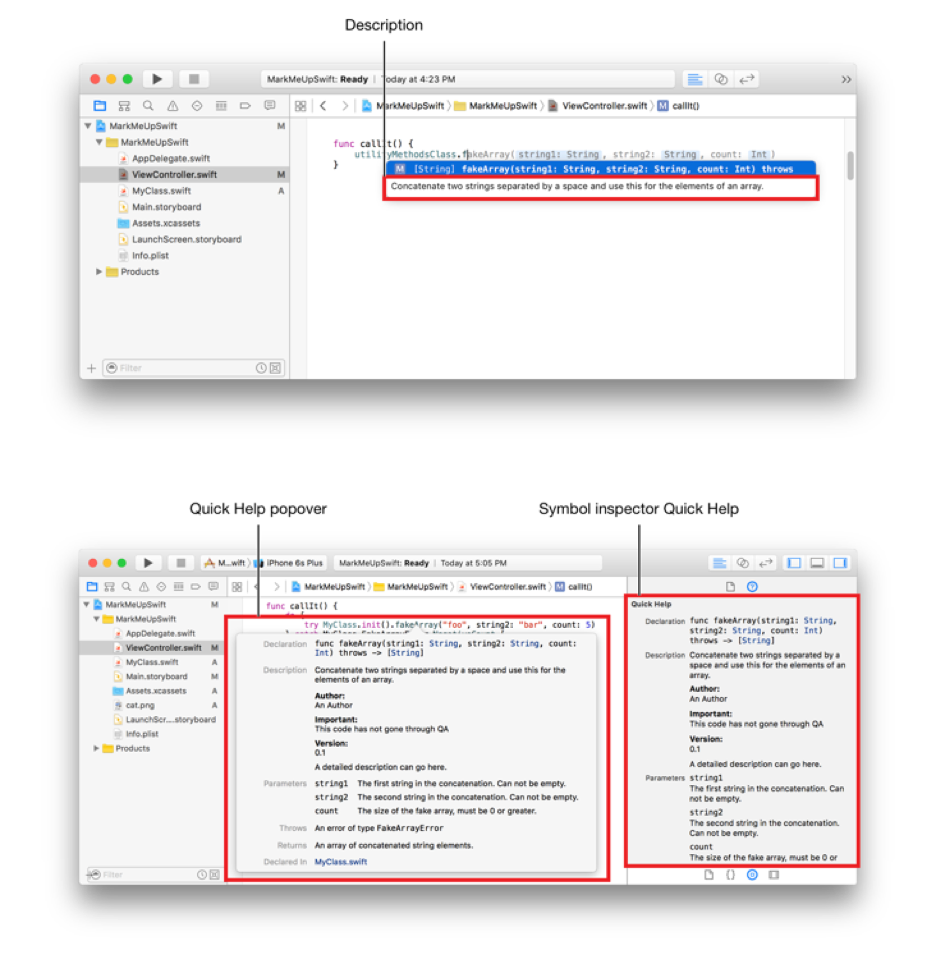 Description
MarkMeUpSwift: Ready | Today at 4:23 PM
MarkMeUpSwift MarkMeUpSwift ViewController.swift M callIt()
MarkMeUpSwift M
MarkMeUpSwift
AppDelegate.swift
ViewController.swift M
MyClass.swift A
Main.storyboard
Assets.xcassets
LaunchScreen.storyboard
Info.plist
Products
Filter
func callIt() {
utilityMethodsClass.fakeArray(string1: String, string2: String, count: Int)
}
M [String] fakeArray(string1: String, string2: String, count: Int) throws
Concatenate two strings separated by a space and use this for the elements of an array.
Quick Help popover
Symbol inspector Quick Help
M...wift iPhone 6s Plus MarkMeUpSwift: Ready | Today at 5:05 PM
MarkMeUpSwift MarkMeUpSwift ViewController.swift M callIt()
MarkMeUpSwift M
MarkMeUpSwift
AppDelegate.swift
ViewController.swift M
MyClass.swift A
Main.storyboard M
Assets.xcassets A
cat.png A
LaunchScr....storyboard
Info.plist
Products
Filter
func callIt() {
try MyClass.init().fakeArray("foo", string2: "bar", count: 5)
Declaration func fakeArray(string1: String, string2: String, count:
Int) throws -> [String]
Description Concatenate two strings separated by a space and use this for the
elements of an array.
Author:
An Author
Important:
This code has not gone through QA
Version:
0.1
A detailed description can go here.
Parameters string1 The first string in the concatenation. Can not be empty.
string2 The second string in the concatenation. Can not be empty.
count The size of the fake array, must be 0 or greater.
Throws An error of type FakeArrayError
Returns An array of concatenated string elements.
Declared In MyClass.swift
Quick Help
Declaration func fakeArray(string1: String,
string2: String, count: Int)
throws -> [String]
Description Concatenate two strings separated by a
space and use this for the elements of an
array.
Author:
An Author
Important:
This code has not gone through QA
Version:
0.1
A detailed description can go here.
Parameters string1
The first string in the concatenation. Can
not be empty.
string2
The second string in the concatenation.
Can not be empty.
count
The size of the fake array, must be 0 or